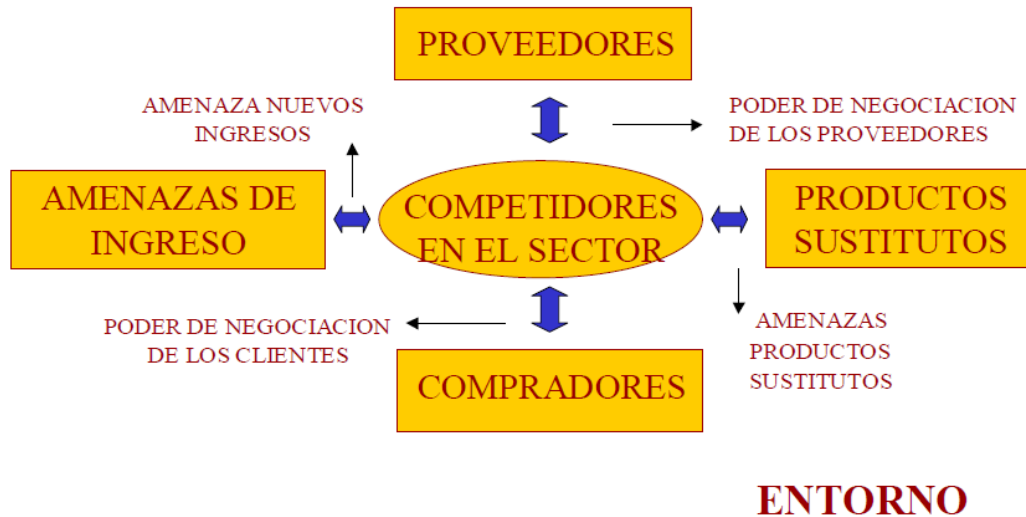 PROVEEDORES
AMENAZA NUEVOS
INGRESOS
PODER DE NEGOCIACION
DE LOS PROVEEDORES
AMENAZAS DE
INGRESO
COMPETIDORES
EN EL SECTOR
PRODUCTOS
SUSTITUTOS
PODER DE NEGOCIACION
DE LOS CLIENTES
AMENAZAS
PRODUCTOS
SUSTITUTOS
COMPRADORES
ENTORNO